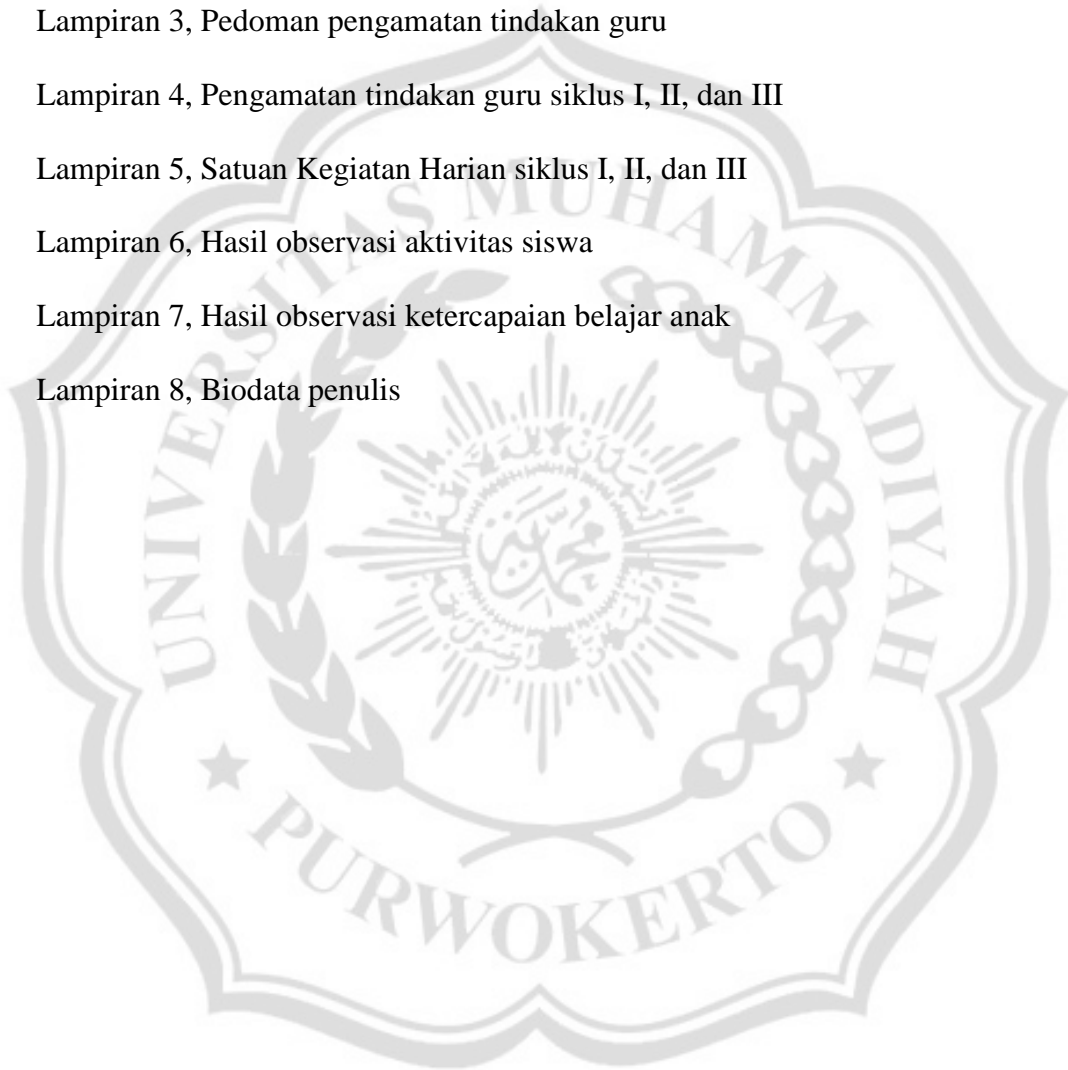 Lampiran 3, Pedoman pengamatan tindakan guru
Lampiran 4, Pengamatan tindakan guru siklus I, II, dan III
Lampiran 5, Satuan Kegiatan Harian siklus I, II, dan III
Lampiran 6, Hasil observasi aktivitas siswa
Lampiran 7, Hasil observasi ketercapaian belajar anak
Lampiran 8, Biodata penulis
UNIVERSITAS MUHAMMADIYAH
PURWOKERTO